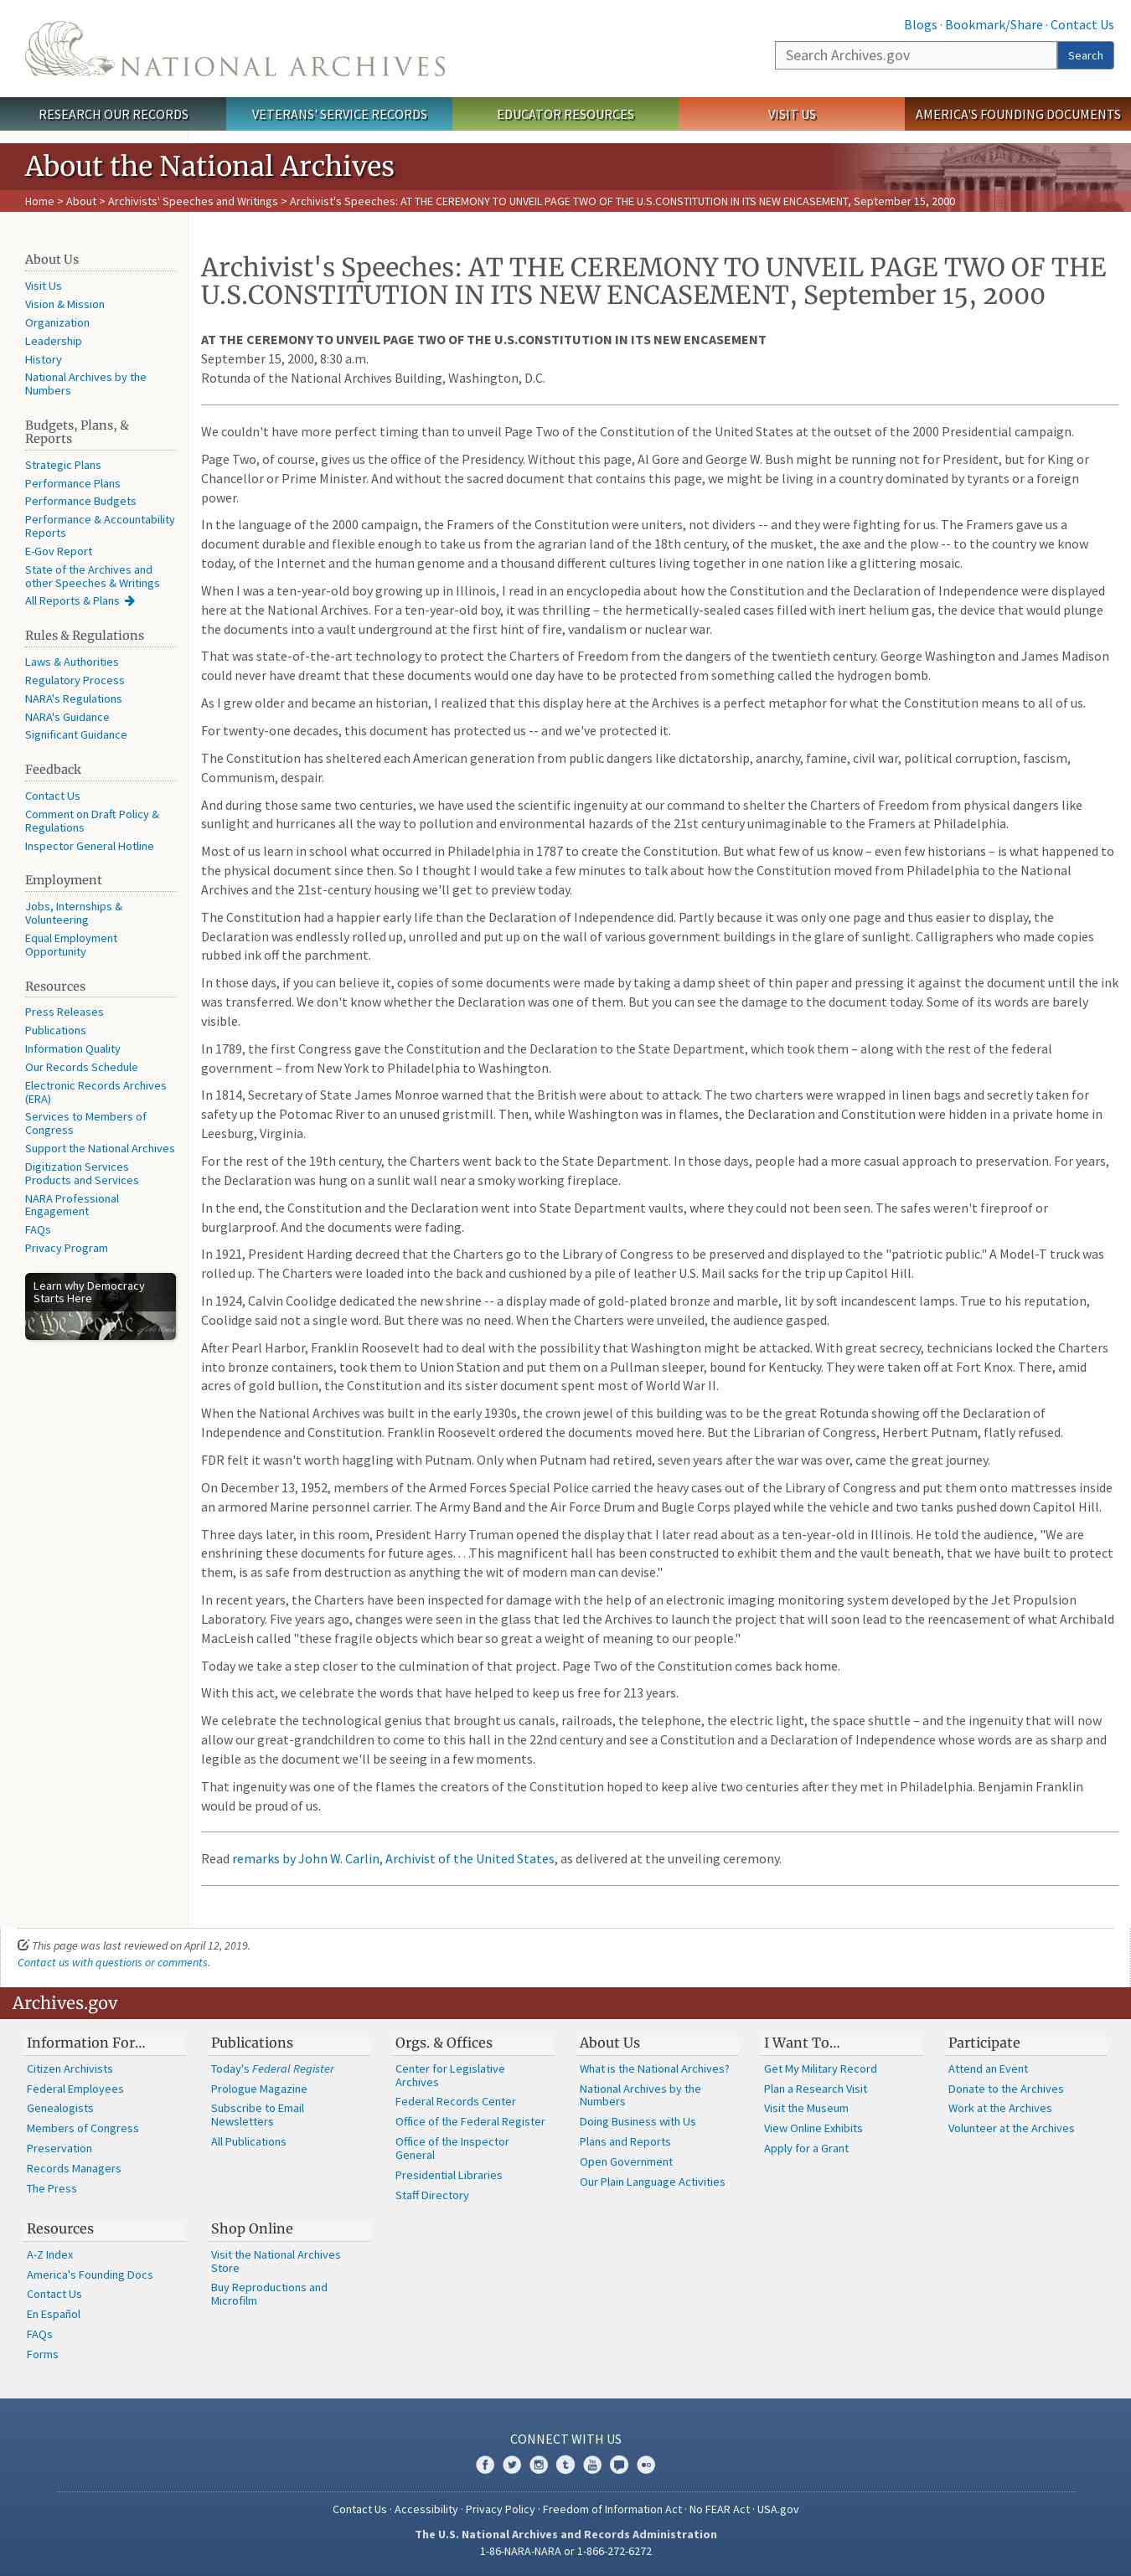 NATIONAL ARCHIVES
Blogs · Bookmark/Share · Contact Us
Search Archives.gov
Search
RESEARCH OUR RECORDS
VETERANS' SERVICE RECORDS
EDUCATOR RESOURCES
VISIT US
AMERICA'S FOUNDING DOCUMENTS
About the National Archives
Home > About > Archivists' Speeches and Writings > Archivist's Speeches: AT THE CEREMONY TO UNVEIL PAGE TWO OF THE U.S.CONSTITUTION IN ITS NEW ENCASEMENT, September 15, 2000
About Us
Visit Us
Vision & Mission
Organization
Leadership
History
National Archives by the
Numbers
Budgets, Plans, &
Reports
Strategic Plans
Performance Plans
Performance Budgets
Performance & Accountability
Reports
E-Gov Report
State of the Archives and
other Speeches & Writings
All Reports & Plans
Rules & Regulations
Laws & Authorities
Regulatory Process
NARA's Regulations
NARA's Guidance
Significant Guidance
Feedback
Contact Us
Comment on Draft Policy &
Regulations
Inspector General Hotline
Employment
Jobs, Internships &
Volunteering
Equal Employment
Opportunity
Resources
Press Releases
Publications
Information Quality
Our Records Schedule
Electronic Records Archives
(ERA)
Services to Members of
Congress
Support the National Archives
Digitization Services
Products and Services
NARA Professional
Engagement
FAQs
Privacy Program
Learn why Democracy
Starts Here
Archivist's Speeches: AT THE CEREMONY TO UNVEIL PAGE TWO OF THE
U.S.CONSTITUTION IN ITS NEW ENCASEMENT, September 15, 2000
AT THE CEREMONY TO UNVEIL PAGE TWO OF THE U.S.CONSTITUTION IN ITS NEW ENCASEMENT
September 15, 2000, 8:30 a.m.
Rotunda of the National Archives Building, Washington, D.C.
We couldn't have more perfect timing than to unveil Page Two of the Constitution of the United States at the outset of the 2000 Presidential campaign.
Page Two, of course, gives us the office of the Presidency. Without this page, Al Gore and George W. Bush might be running not for President, but for King or
Chancellor or Prime Minister. And without the sacred document that contains this page, we might be living in a country dominated by tyrants or a foreign
power.
In the language of the 2000 campaign, the Framers of the Constitution were uniters, not dividers -- and they were fighting for us. The Framers gave us a
document durable and flexible enough to take us from the agrarian land of the 18th century, of the musket, the axe and the plow -- to the country we know
today, of the Internet and the human genome and of a thousand different cultures living together in one nation like a glittering mosaic.
When I was a ten-year-old boy growing up in Illinois, I read in an encyclopedia about how the Constitution and the Declaration of Independence were displayed
here at the National Archives. For a ten-year-old boy, it was thrilling – the hermetically-sealed cases filled with inert helium gas, the device that would plunge
the documents into a vault underground at the first hint of fire, vandalism or nuclear war.
That was state-of-the-art technology to protect the Charters of Freedom from the dangers of the twentieth century. George Washington and James Madison
could never have dreamt that these documents would one day have to be protected from something called the hydrogen bomb.
As I grew older and became an historian, I realized that this display here at the Archives is a perfect metaphor for what the Constitution means to all of us.
For twenty-one decades, this document has protected us -- and we've protected it.
The Constitution has sheltered each American generation from public dangers like dictatorship, anarchy, famine, civil war, political corruption, fascism,
Communism, despair.
And during those same two centuries, we have used the scientific ingenuity at our command to shelter the Charters of Freedom from physical dangers like
sunlight and hurricanes all the way to pollution and environmental hazards of the 21st century unimaginable to the Framers at Philadelphia.
Most of us learn in school what occurred in Philadelphia in 1787 to create the Constitution. But what few of us know – even few historians – is what happened to
the physical document since then. So I thought I would take a few minutes to talk about how the Constitution moved from Philadelphia to the National
Archives and the 21st-century housing we'll get to preview today.
The Constitution had a happier early life than the Declaration of Independence did. Partly because it was only one page and thus easier to display, the
Declaration was endlessly rolled up, unrolled and put up on the wall of various government buildings in the glare of sunlight. Calligraphers who made copies
rubbed ink off the parchment.
In those days, if you can believe it, copies of some documents were made by taking a damp sheet of thin paper and pressing it against the document until the ink
was transferred. We don't know whether the Declaration was one of them. But you can see the damage to the document today. Some of its words are barely
visible.
In 1789, the first Congress gave the Constitution and the Declaration to the State Department, which took them – along with the rest of the federal
government – from New York to Philadelphia to Washington.
In 1814, Secretary of State James Monroe warned that the British were about to attack. The two charters were wrapped in linen bags and secretly taken for
safety up the Potomac River to an unused gristmill. Then, while Washington was in flames, the Declaration and Constitution were hidden in a private home in
Leesburg, Virginia.
For the rest of the 19th century, the Charters went back to the State Department. In those days, people had a more casual approach to preservation. For years,
the Declaration was hung on a sunlit wall near a smoky working fireplace.
In the end, the Constitution and the Declaration went into State Department vaults, where they could not been seen. The safes weren't fireproof or
burglarproof. And the documents were fading.
In 1921, President Harding decreed that the Charters go to the Library of Congress to be preserved and displayed to the "patriotic public." A Model-T truck was
rolled up. The Charters were loaded into the back and cushioned by a pile of leather U.S. Mail sacks for the trip up Capitol Hill.
In 1924, Calvin Coolidge dedicated the new shrine -- a display made of gold-plated bronze and marble, lit by soft incandescent lamps. True to his reputation,
Coolidge said not a single word. But there was no need. When the Charters were unveiled, the audience gasped.
After Pearl Harbor, Franklin Roosevelt had to deal with the possibility that Washington might be attacked. With great secrecy, technicians locked the Charters
into bronze containers, took them to Union Station and put them on a Pullman sleeper, bound for Kentucky. They were taken off at Fort Knox. There, amid
acres of gold bullion, the Constitution and its sister document spent most of World War II.
When the National Archives was built in the early 1930s, the crown jewel of this building was to be the great Rotunda showing off the Declaration of
Independence and Constitution. Franklin Roosevelt ordered the documents moved here. But the Librarian of Congress, Herbert Putnam, flatly refused.
FDR felt it wasn't worth haggling with Putnam. Only when Putnam had retired, seven years after the war was over, came the great journey.
On December 13, 1952, members of the Armed Forces Special Police carried the heavy cases out of the Library of Congress and put them onto mattresses inside
an armored Marine personnel carrier. The Army Band and the Air Force Drum and Bugle Corps played while the vehicle and two tanks pushed down Capitol Hill.
Three days later, in this room, President Harry Truman opened the display that I later read about as a ten-year-old in Illinois. He told the audience, "We are
enshrining these documents for future ages. . . .This magnificent hall has been constructed to exhibit them and the vault beneath, that we have built to protect
them, is as safe from destruction as anything the wit of modern man can devise."
In recent years, the Charters have been inspected for damage with the help of an electronic imaging monitoring system developed by the Jet Propulsion
Laboratory. Five years ago, changes were seen in the glass that led the Archives to launch the project that will soon lead to the reencasement of what Archibald
MacLeish called "these fragile objects which bear so great a weight of meaning to our people."
Today we take a step closer to the culmination of that project. Page Two of the Constitution comes back home.
With this act, we celebrate the words that have helped to keep us free for 213 years.
We celebrate the technological genius that brought us canals, railroads, the telephone, the electric light, the space shuttle – and the ingenuity that will now
allow our great-grandchildren to come to this hall in the 22nd century and see a Constitution and a Declaration of Independence whose words are as sharp and
legible as the document we'll be seeing in a few moments.
That ingenuity was one of the flames the creators of the Constitution hoped to keep alive two centuries after they met in Philadelphia. Benjamin Franklin
would be proud of us.
Read remarks by John W. Carlin, Archivist of the United States, as delivered at the unveiling ceremony.
This page was last reviewed on April 12, 2019.
Contact us with questions or comments.
Archives.gov
Information For…
Citizen Archivists
Federal Employees
Genealogists
Members of Congress
Preservation
Records Managers
The Press
Publications
Today's Federal Register
Prologue Magazine
Subscribe to Email
Newsletters
All Publications
Orgs. & Offices
Center for Legislative
Archives
Federal Records Center
Office of the Federal Register
Office of the Inspector
General
Presidential Libraries
Staff Directory
About Us
What is the National Archives?
National Archives by the
Numbers
Doing Business with Us
Plans and Reports
Open Government
Our Plain Language Activities
I Want To…
Get My Military Record
Plan a Research Visit
Visit the Museum
View Online Exhibits
Apply for a Grant
Participate
Attend an Event
Donate to the Archives
Work at the Archives
Volunteer at the Archives
Resources
A-Z Index
America's Founding Docs
Contact Us
En Español
FAQs
Forms
Shop Online
Visit the National Archives
Store
Buy Reproductions and
Microfilm
CONNECT WITH US
Contact Us · Accessibility · Privacy Policy · Freedom of Information Act · No FEAR Act · USA.gov
The U.S. National Archives and Records Administration
1-86-NARA-NARA or 1-866-272-6272